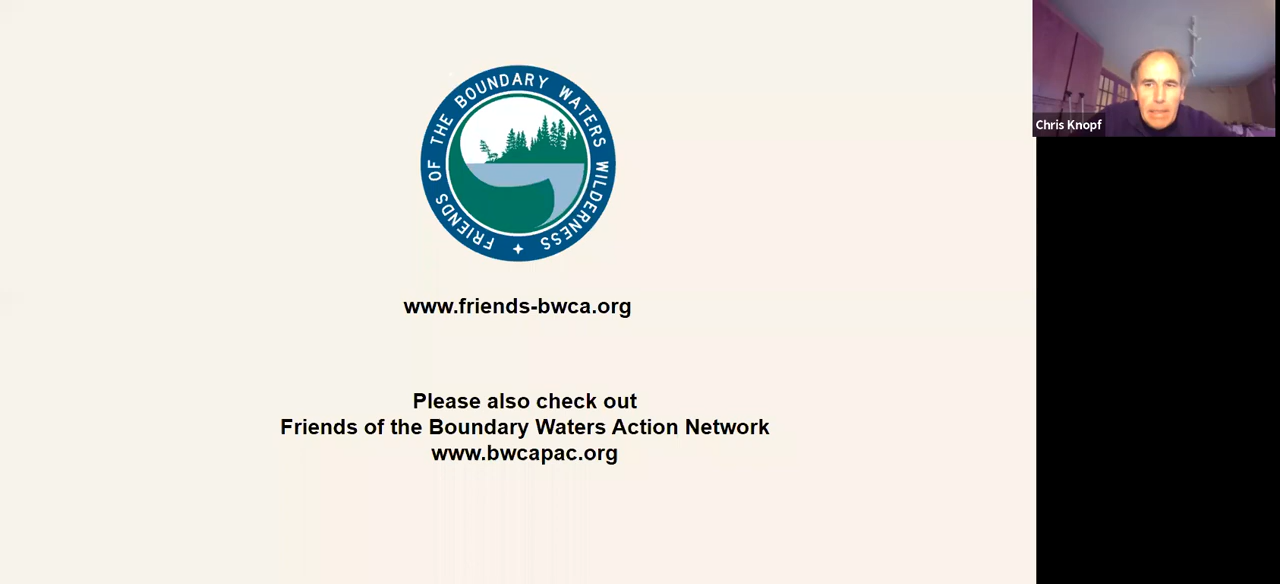 FRIENDS OF THE BOUNDARY WATERS WILDERNESS
www.friends-bwca.org
Please also check out
Friends of the Boundary Waters Action Network
www.bwcapac.org
Chris Knopf